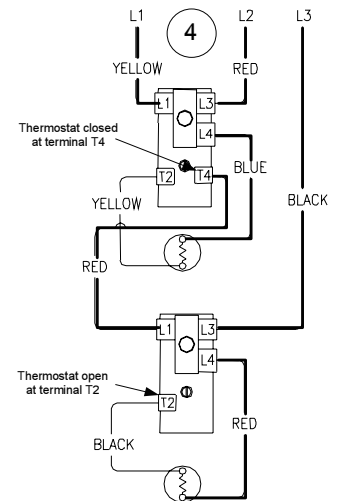 L1 4 L2 L3
YELLOW RED
L1 L3
Thermostat closed
at terminal T4
L4
T2 T4
BLUE
YELLOW
BLACK
RED
L1 L3
L4
Thermostat open
at terminal T2
T2
RED
BLACK